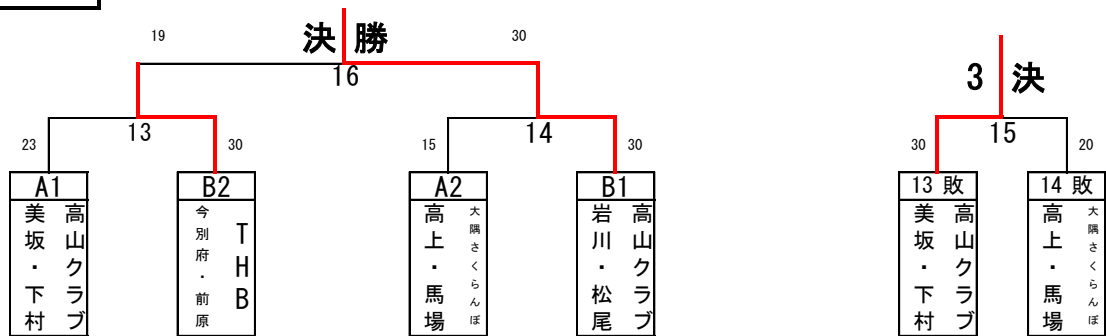 19 決勝 30
16
3決
23 13 30
15 14 30
30 15 20
A1
高山クラブ
美坂・下村
B2
THB
今別府・前原
A2
大隅さくらんぼ
高上・馬場
B1
高山クラブ
岩川・松尾
13 敗
高山クラブ
美坂・下村
14 敗
大隅さくらんぼ
高上・馬場